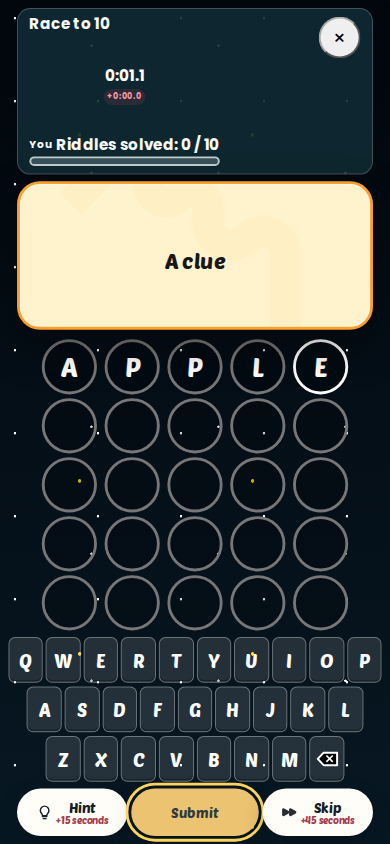 Race to 10
×
0:01.1
+0:00.0
You Riddles solved: 0 / 10
A clue
A P P L E
Q W E R T Y U I O P
A S D F G H J K L
Z X C V B N M
Hint
+15 seconds
Submit
Skip
+45 seconds